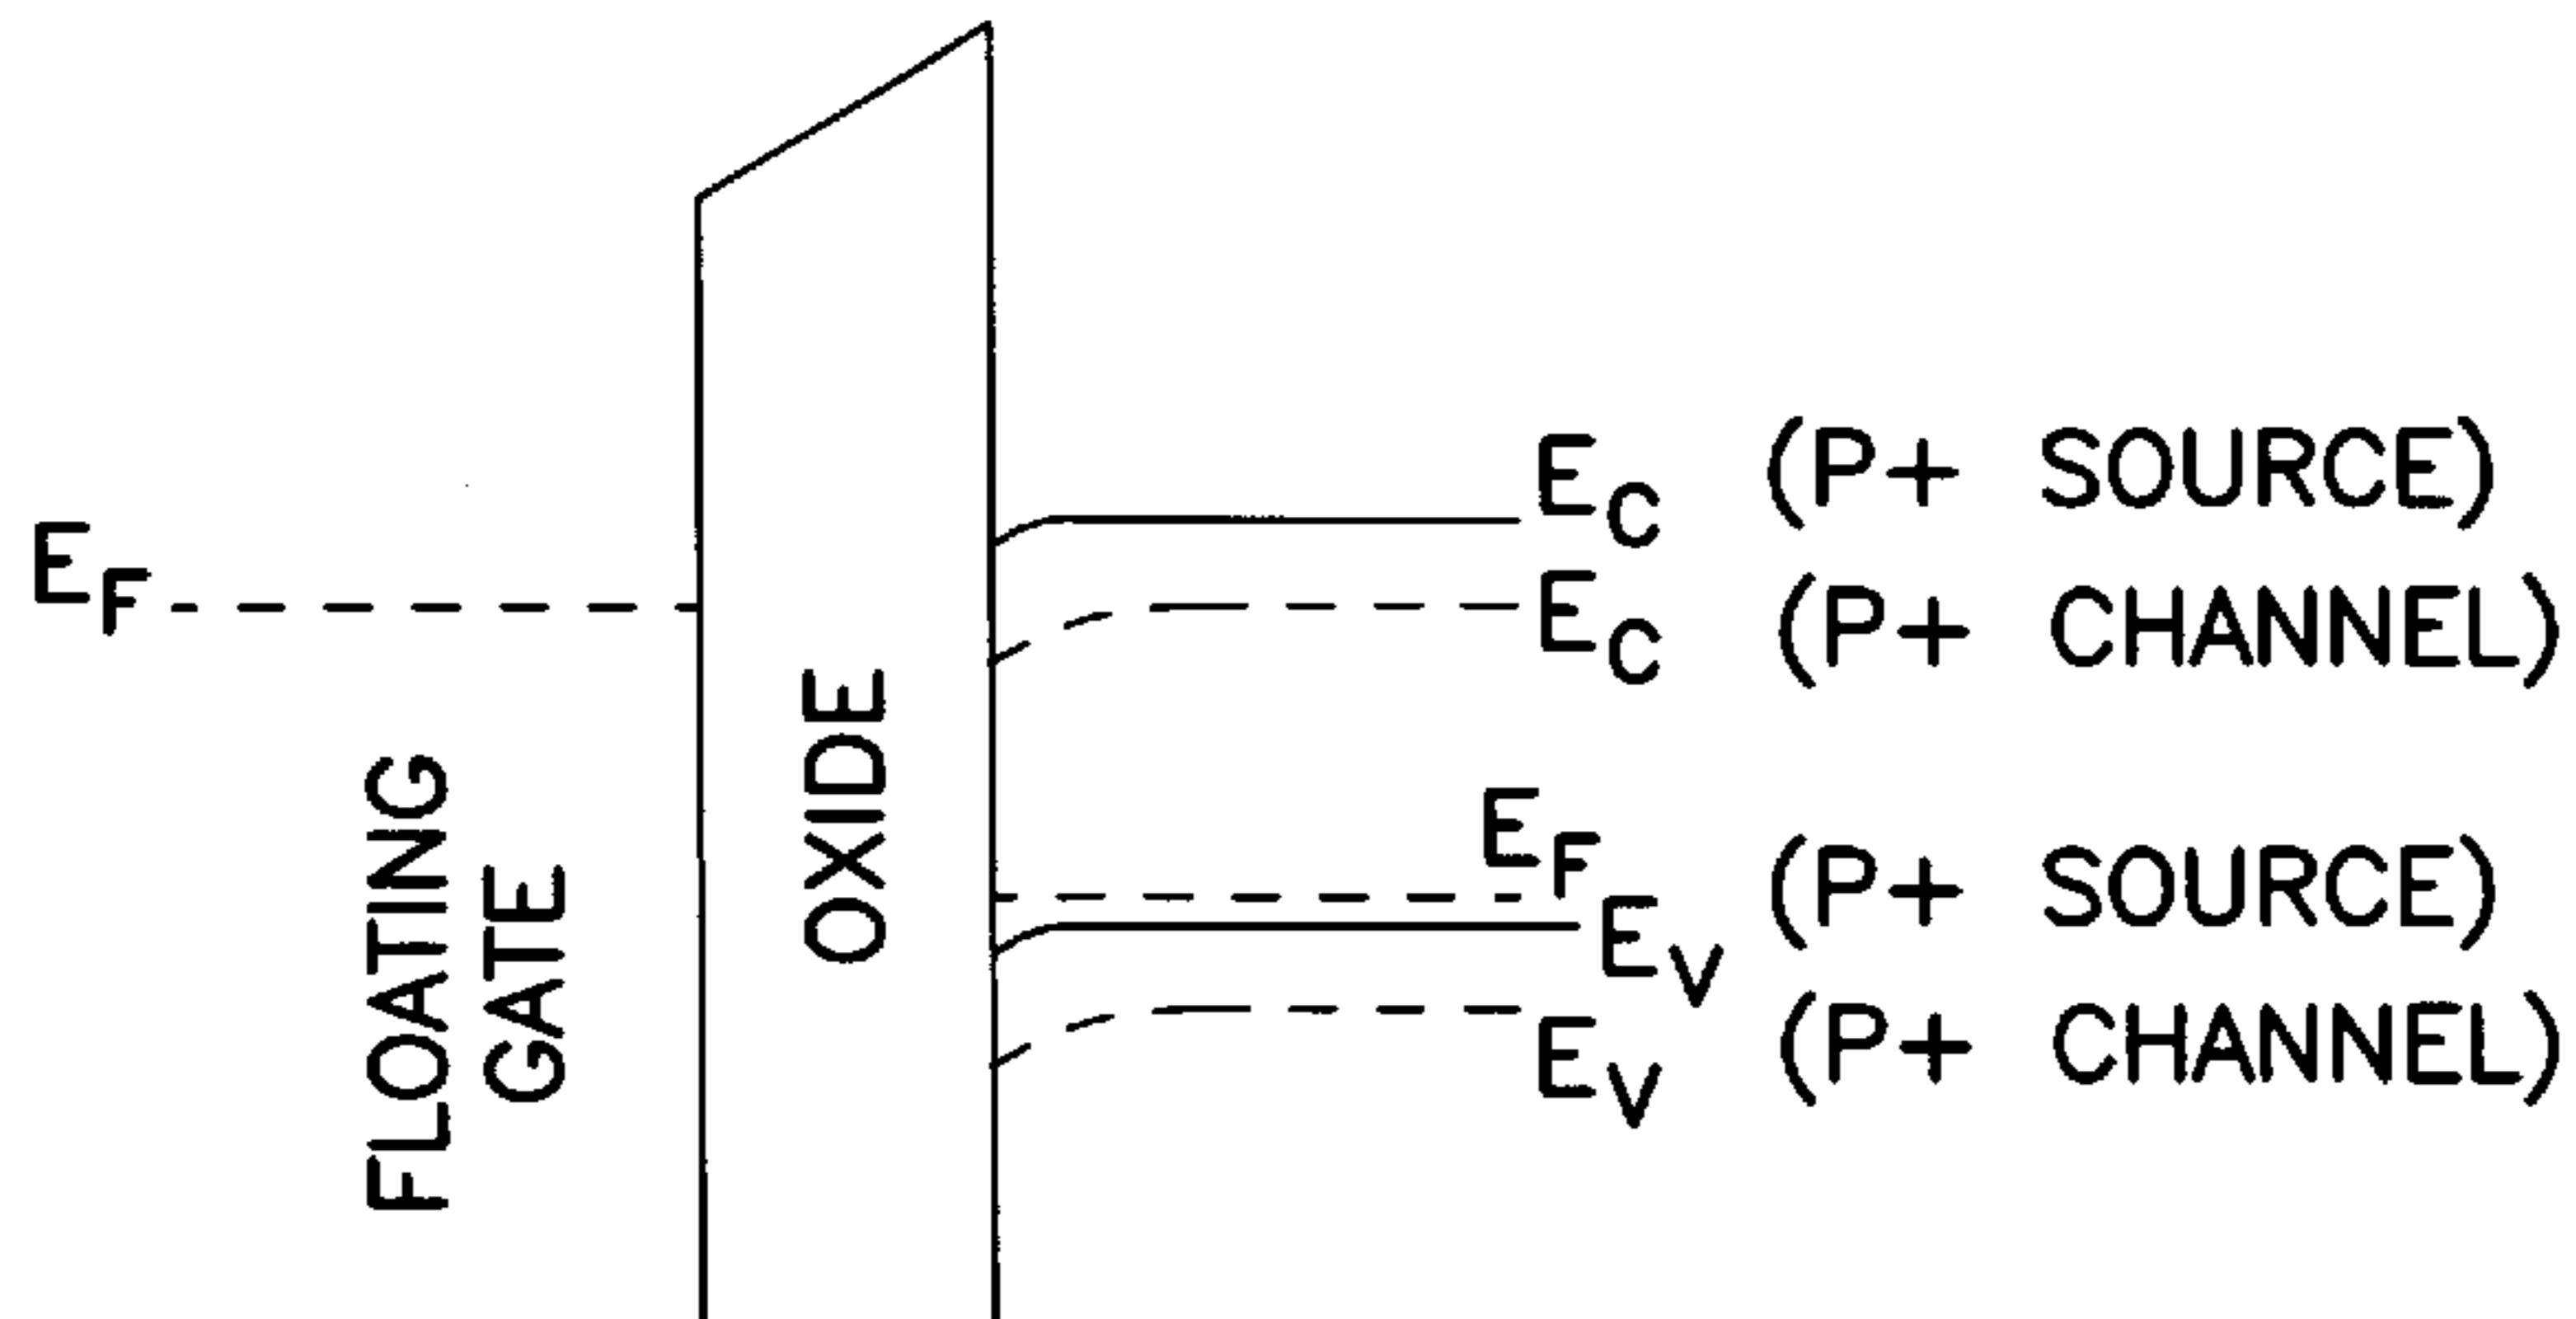 E_C (P+ SOURCE)
E_F
E_C (P+ CHANNEL)
OXIDE
FLOATING
GATE
E_F
E_V (P+ SOURCE)
E_V (P+ CHANNEL)